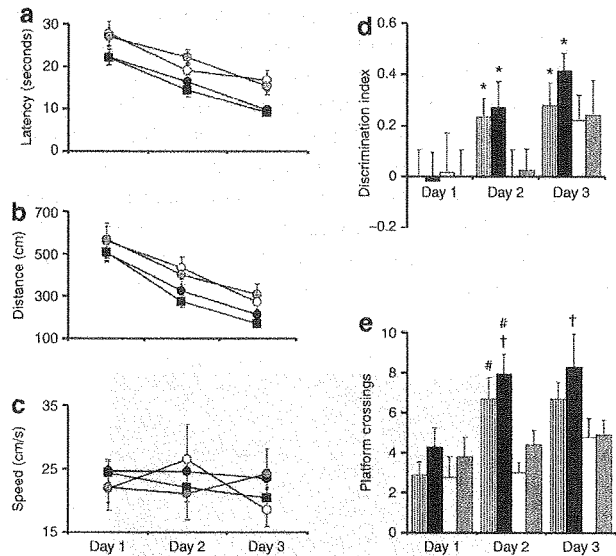 a
Latency (seconds)
30
20
10
0
b
Distance (cm)
700
500
300
100
c
Speed (cm/s)
25
15
Day 1 Day 2 Day 3
d
Discrimination index
0.6
0.4
0.2
0
−0.2
* * * *
Day 1 Day 2 Day 3
e
Platform crossings
10
8
6
4
2
0
# # † †
Day 1 Day 2 Day 3